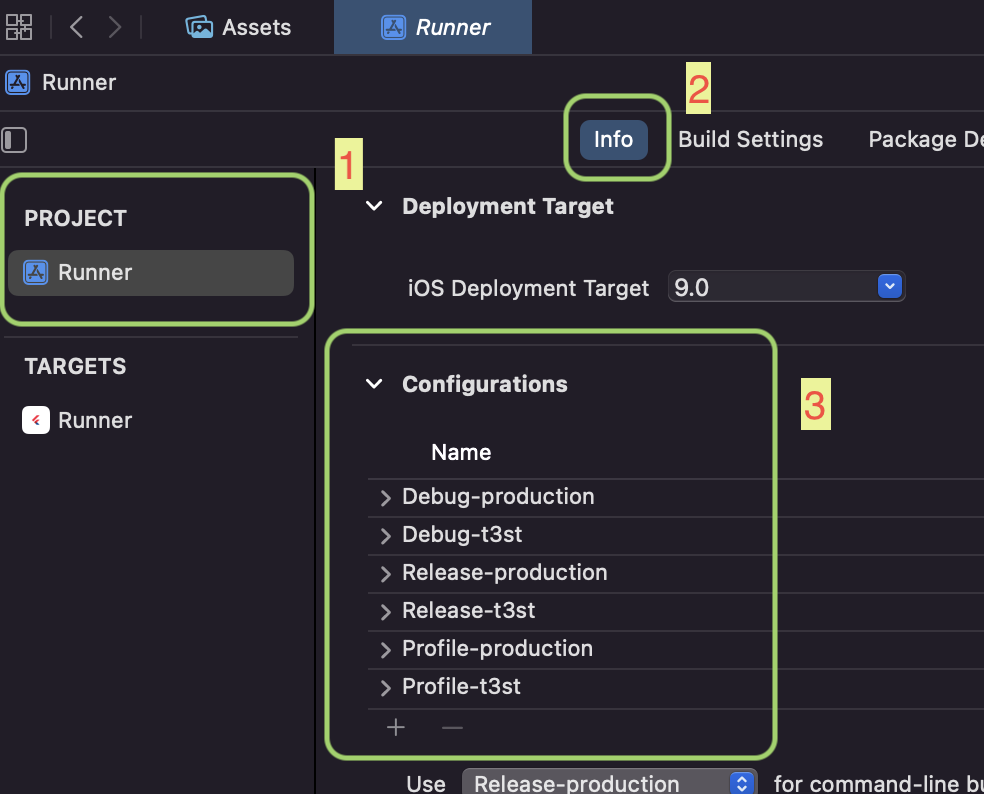 Assets
Runner
Runner
2
Info
Build Settings
Package De
1
PROJECT
Runner
Deployment Target
iOS Deployment Target
9.0
TARGETS
Runner
Configurations
3
Name
Debug-production
Debug-t3st
Release-production
Release-t3st
Profile-production
Profile-t3st
Use Release-production for command-line bu